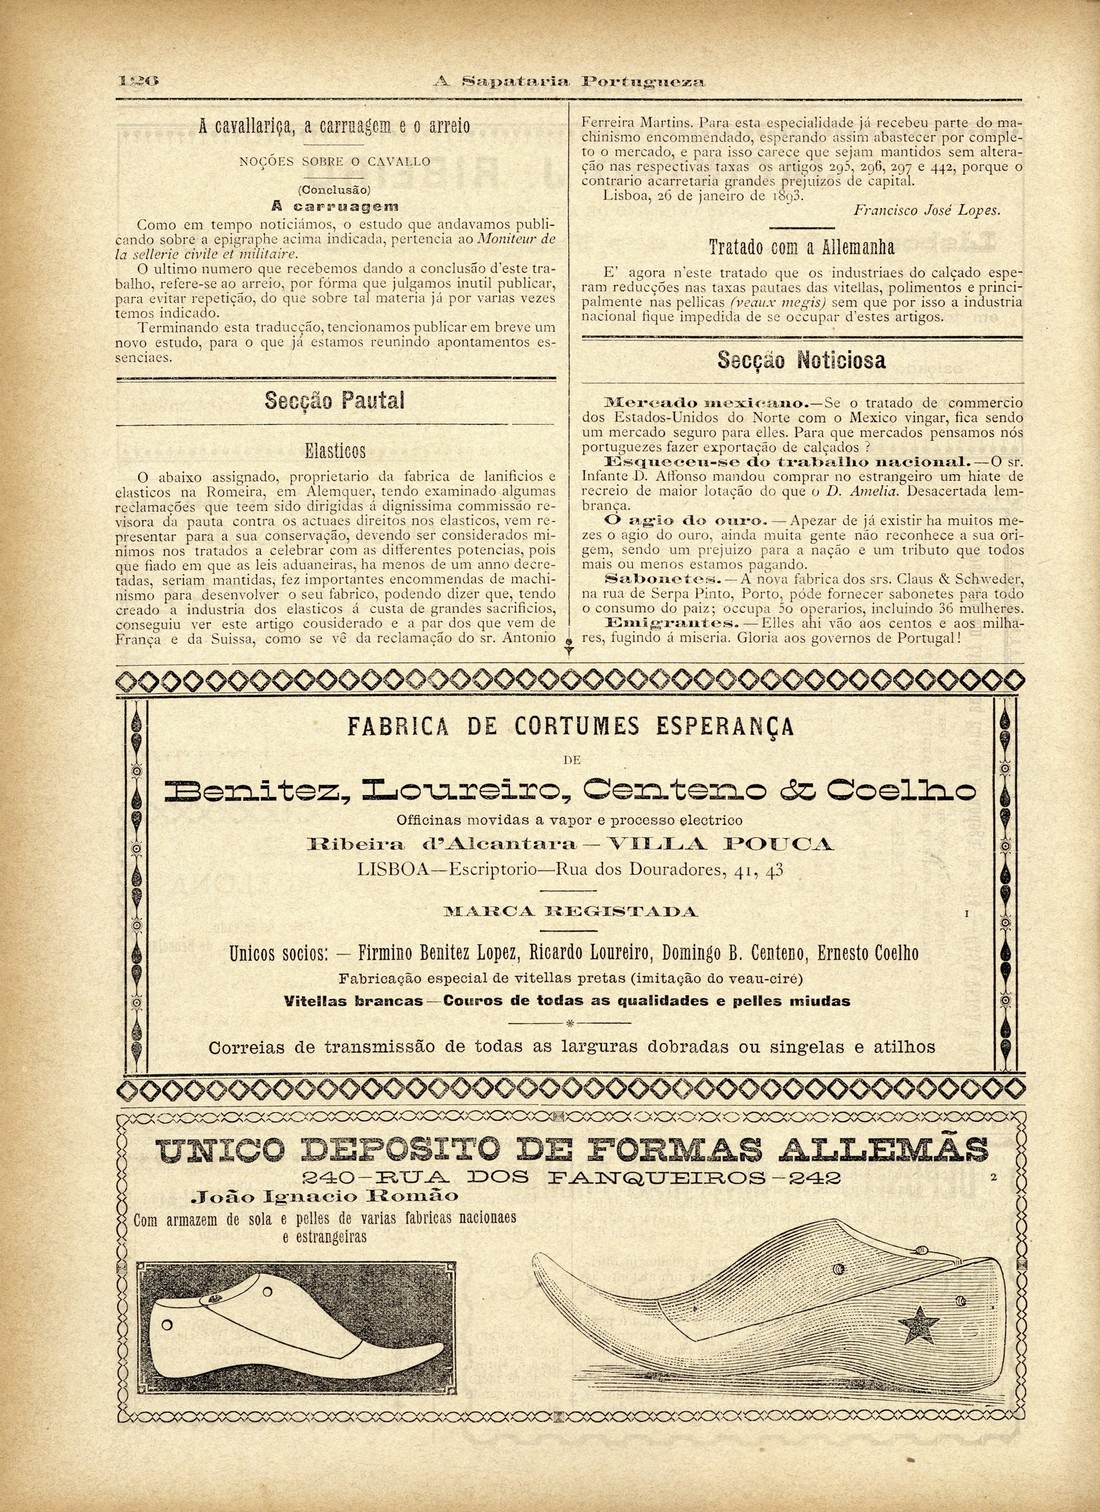 126
A Sapataria Portugueza
A cavallariça, a carruagem e o arreio
NOÇÕES SOBRE O CAVALLO
(Conclusão)
A carruagem
Como em tempo noticiámos, o estudo que andavamos publi-
cando sobre a epigraphe acima indicada, pertencia ao Moniteur de
la sellerie civile et militaire.
O ultimo numero que recebemos dando a conclusão d'este tra-
balho, refere-se ao arreio, por fórma que julgamos inutil publicar,
para evitar repetição, do que sobre tal materia já por varias vezes
temos indicado.
Terminando esta traducção, tencionamos publicar em breve um
novo estudo, para o que já estamos reunindo apontamentos es-
senciaes.
Secção Pautal
Elasticos
O abaixo assignado, proprietario da fabrica de lanificios e
elasticos na Romeira, em Alemquer, tendo examinado algumas
reclamações que teem sido dirigidas á dignissima commissão re-
visora da pauta contra os actuaes direitos nos elasticos, vem re-
presentar para a sua conservação, devendo ser considerados mi-
nimos nos tratados a celebrar com as differentes potencias, pois
que fiado em que as leis aduaneiras, ha menos de um anno decre-
tadas, seriam mantidas, fez importantes encommendas de machi-
nismo para desenvolver o seu fabrico, podendo dizer que, tendo
creado a industria dos elasticos á custa de grandes sacrificios,
conseguiu ver este artigo cousiderado e a par dos que vem de
França e da Suissa, como se vê da reclamação do sr. Antonio
Ferreira Martins. Para esta especialidade já recebeu parte do ma-
chinismo encommendado, esperando assim abastecer por comple-
to o mercado, e para isso carece que sejam mantidos sem altera-
ção nas respectivas taxas os artigos 295, 296, 297 e 442, porque o
contrario acarretaria grandes prejuizos de capital.
Lisboa, 26 de janeiro de 1893.
Francisco José Lopes.
Tratado com a Allemanha
E' agora n'este tratado que os industriaes do calçado espe-
ram reducções nas taxas pautaes das vitellas, polimentos e princi-
palmente nas pellicas (veaux megis) sem que por isso a industria
nacional fique impedida de se occupar d'estes artigos.
Secção Noticiosa
Mercado mexicano.—Se o tratado de commercio
dos Estados-Unidos do Norte com o Mexico vingar, fica sendo
um mercado seguro para elles. Para que mercados pensamos nós
portuguezes fazer exportação de calçados ?
Esqueceu-se do trabalho nacional.—O sr.
Infante D. Affonso mandou comprar no estrangeiro um hiate de
recreio de maior lotação do que o D. Amelia. Desacertada lem-
brança.
O agio do ouro. — Apezar de já existir ha muitos me-
zes o agio do ouro, ainda muita gente não reconhece a sua ori-
gem, sendo um prejuizo para a nação e um tributo que todos
mais ou menos estamos pagando.
Sabonetes.—A nova fabrica dos srs. Claus & Schweder,
na rua de Serpa Pinto, Porto, póde fornecer sabonetes para todo
o consumo do paiz; occupa 50 operarios, incluindo 36 mulheres.
Emigrantes. — Elles ahi vão aos centos e aos milha-
res, fugindo á miseria. Gloria aos governos de Portugal!
FABRICA DE CORTUMES ESPERANÇA
DE
Benitez, Loureiro, Centeno & Coelho
Officinas movidas a vapor e processo electrico
Ribeira d'Alcantara — VILLA POUCA
LISBOA—Escriptorio—Rua dos Douradores, 41, 43
MARCA REGISTADA
1
Unicos socios: — Firmino Benitez Lopez, Ricardo Loureiro, Domingo B. Centeno, Ernesto Coelho
Fabricação especial de vitellas pretas (imitação do veau-ciré)
Vitellas brancas—Couros de todas as qualidades e pelles miudas
Correias de transmissão de todas as larguras dobradas ou singelas e atilhos
UNICO DEPOSITO DE FORMAS ALLEMÃS
240-RUA DOS FANQUEIROS-242
2
João Ignacio Romão
Com armazem de sola e pelles de varias fabricas nacionaes
e estrangeiras